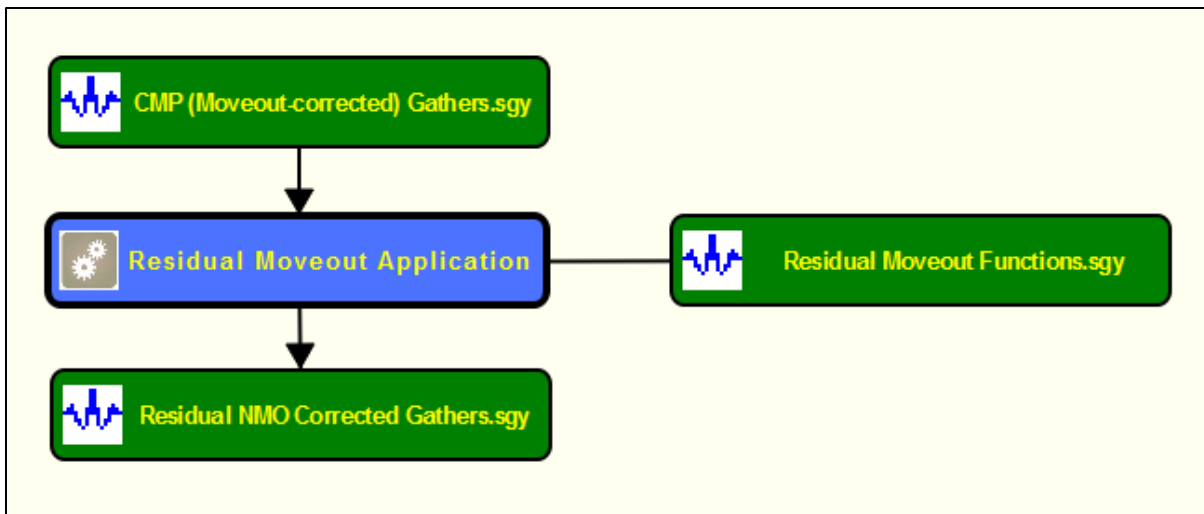 CMP (Moveout-corrected) Gathers.sgy
Residual Moveout Application
Residual Moveout Functions.sgy
Residual NMO Corrected Gathers.sgy